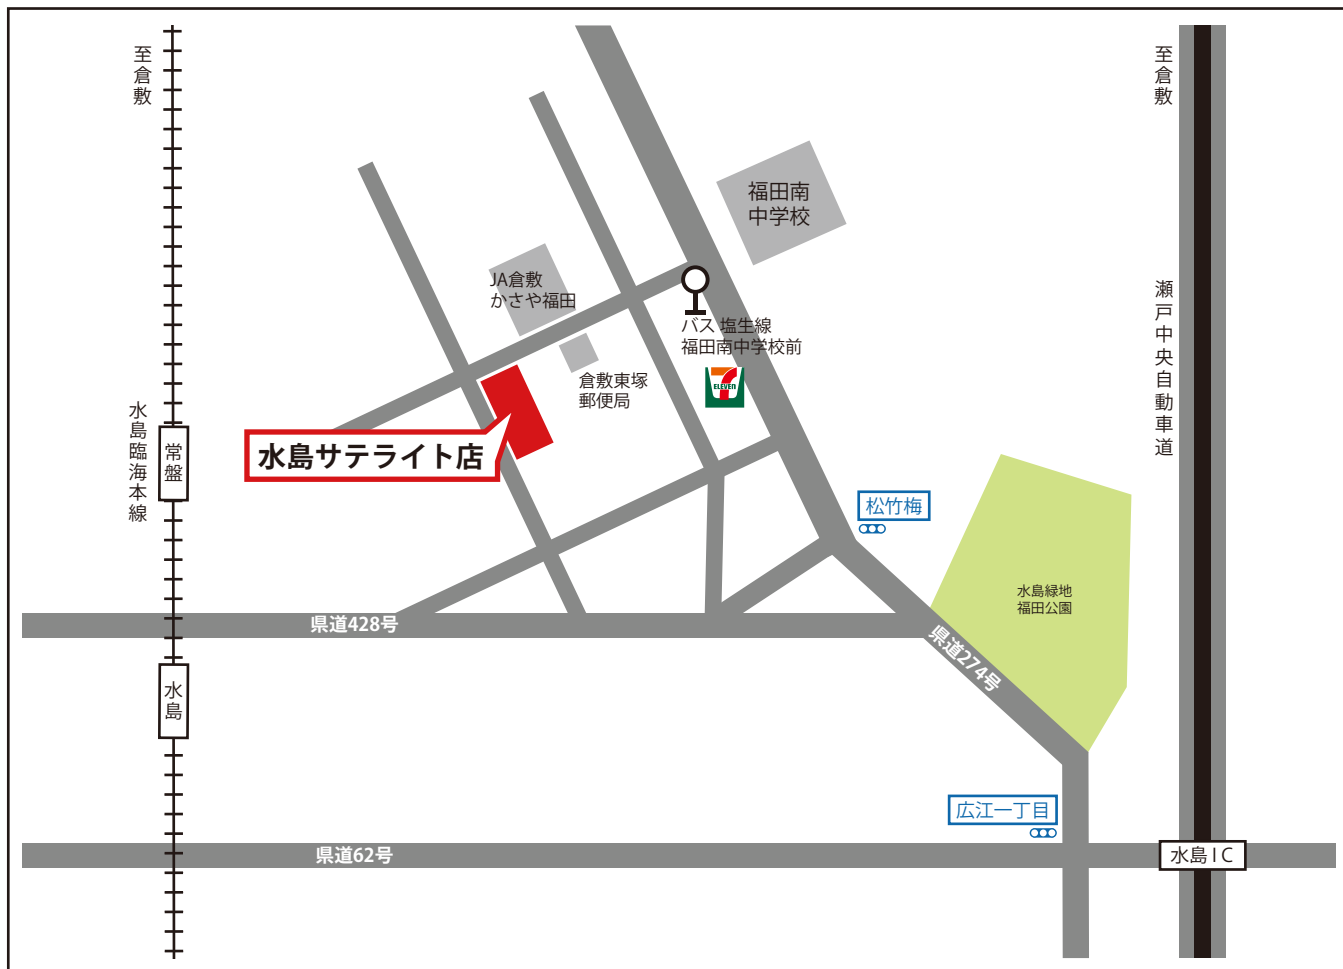 至倉敷
至倉敷
福田南
中学校
JA倉敷
かさや福田
バス 塩生線
福田南中学校前
瀬戸中央自動車道
倉敷東塚
郵便局
ELEVEN
水島臨海本線
常盤
水島サテライト店
松竹梅
水島緑地
福田公園
県道428号
県道274号
水島
広江一丁目
県道62号
水島IC